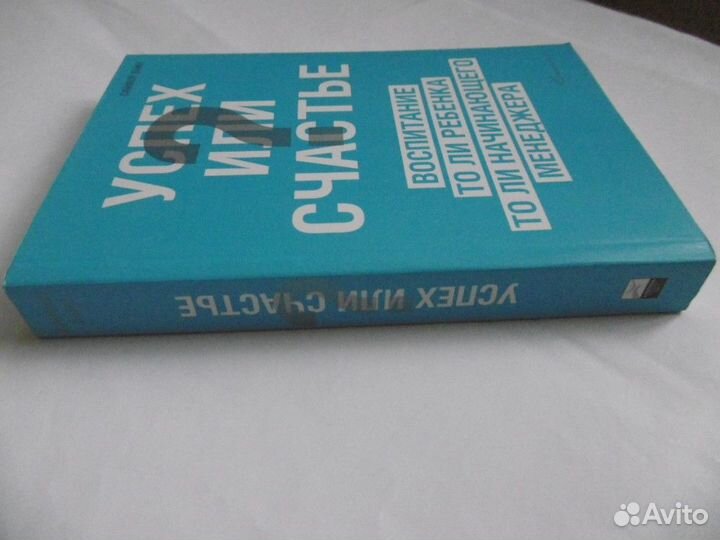 УСПЕХ
ИЛИ
СЧАСТЬЕ
?
ВОСПИТАНИЕ
ТО ЛИ РЕБЕНКА
ТО ЛИ НАЧИНАЮЩЕГО
МЕНЕДЖЕРА
УСПЕХ ИЛИ СЧАСТЬЕ
Avito